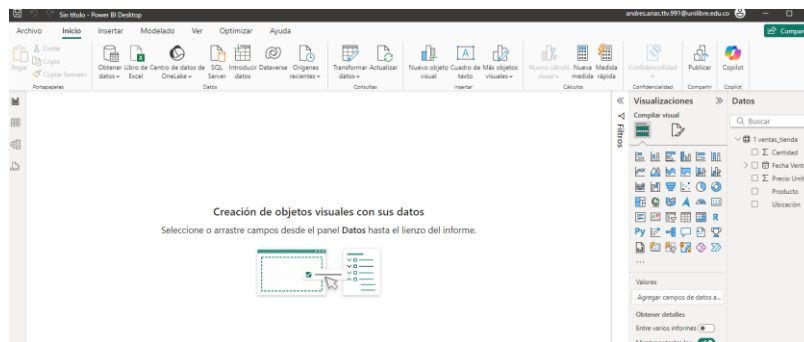 Sin título - Power BI Desktop
andres.arias.ttv.991@unilibre.edu.co
Archivo Inicio Insertar Modelado Ver Optimizar Ayuda
Compar
Pegar
Cortar
Copia
Copiar formato
Portapapeles
Obtener datos
Libro de Excel
Centro de datos de OneLake
SQL Server
Introducir datos
Dataverse
Orígenes recientes
Datos
Transformar datos
Actualizar
Consultas
Nuevo objeto visual
Cuadro de texto
Más objetos visuales
Insertar
Nuevo cálculo visual
Nueva medida
Medida rápida
Cálculos
Confidencialidad
Confidencialidad
Publicar
Compartir
Copilot
Copilot
Creación de objetos visuales con sus datos
Seleccione o arrastre campos desde el panel Datos hasta el lienzo del informe.
Filtros
Visualizaciones
Compilar visual
R
Py
...
Valores
Agregar campos de datos a...
Obtener detalles
Entre varios informes
Datos
Buscar
1 ventas_tienda
Cantidad
Fecha Vent
Precio Unit
Producto
Ubicación